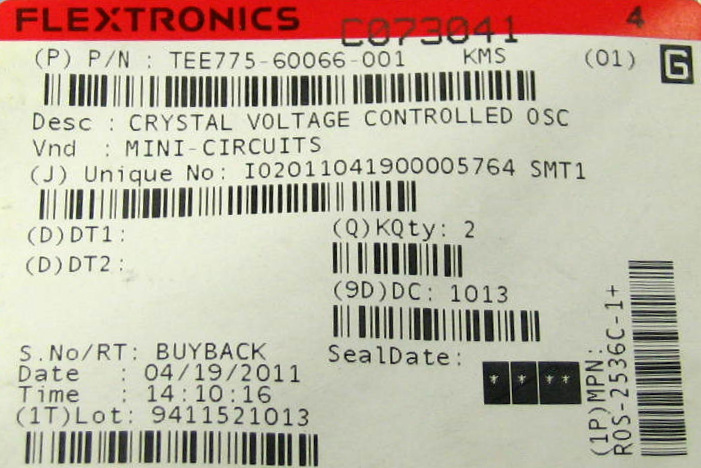 FLEXTRONICS C073041 4
(P) P/N : TEE775-60066-001 KMS (01) G
Desc : CRYSTAL VOLTAGE CONTROLLED OSC
Vnd : MINI-CIRCUITS
(J) Unique No: I02011041900005764 SMT1
(D)DT1: (Q)KQty: 2
(D)DT2:
(9D)DC: 1013
S.No/RT: BUYBACK SealDate: * * **
Date : 04/19/2011
Time : 14:10:16
(1T)Lot: 9411521013
(1P)MPN:
ROS-2536C-1+